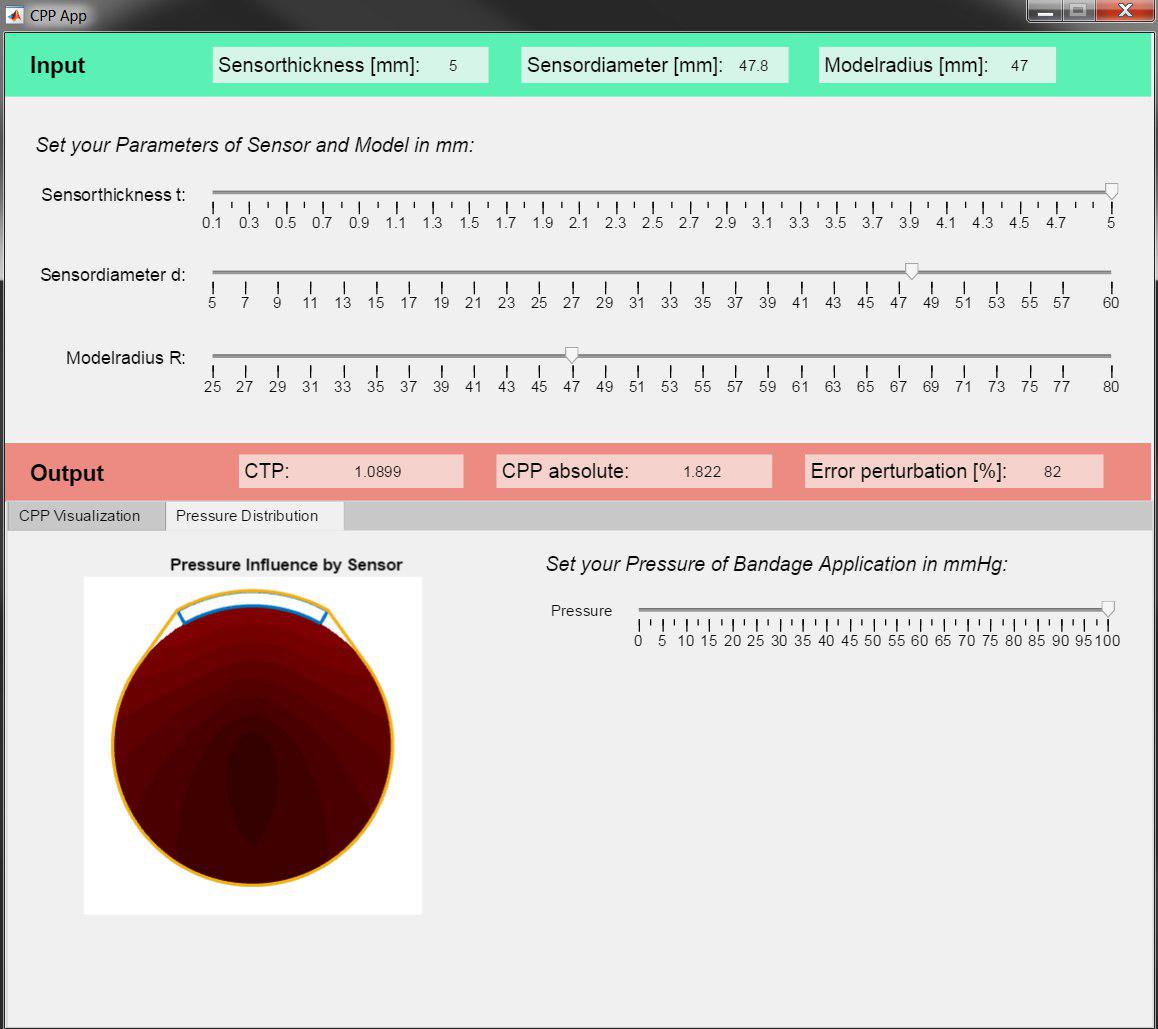 CPP App
Input Sensorthickness [mm]: 5 Sensordiameter [mm]: 47.8 Modelradius [mm]: 47
Set your Parameters of Sensor and Model in mm:
Sensorthickness t:
0.1 0.3 0.5 0.7 0.9 1.1 1.3 1.5 1.7 1.9 2.1 2.3 2.5 2.7 2.9 3.1 3.3 3.5 3.7 3.9 4.1 4.3 4.5 4.7 5
Sensordiameter d:
5 7 9 11 13 15 17 19 21 23 25 27 29 31 33 35 37 39 41 43 45 47 49 51 53 55 57 60
Modelradius R:
25 27 29 31 33 35 37 39 41 43 45 47 49 51 53 55 57 59 61 63 65 67 69 71 73 75 77 80
Output CTP: 1.0899 CPP absolute: 1.822 Error perturbation [%]: 82
CPP Visualization Pressure Distribution
Pressure Influence by Sensor
Set your Pressure of Bandage Application in mmHg:
Pressure
0 5 10 15 20 25 30 35 40 45 50 55 60 65 70 75 80 85 90 95 100